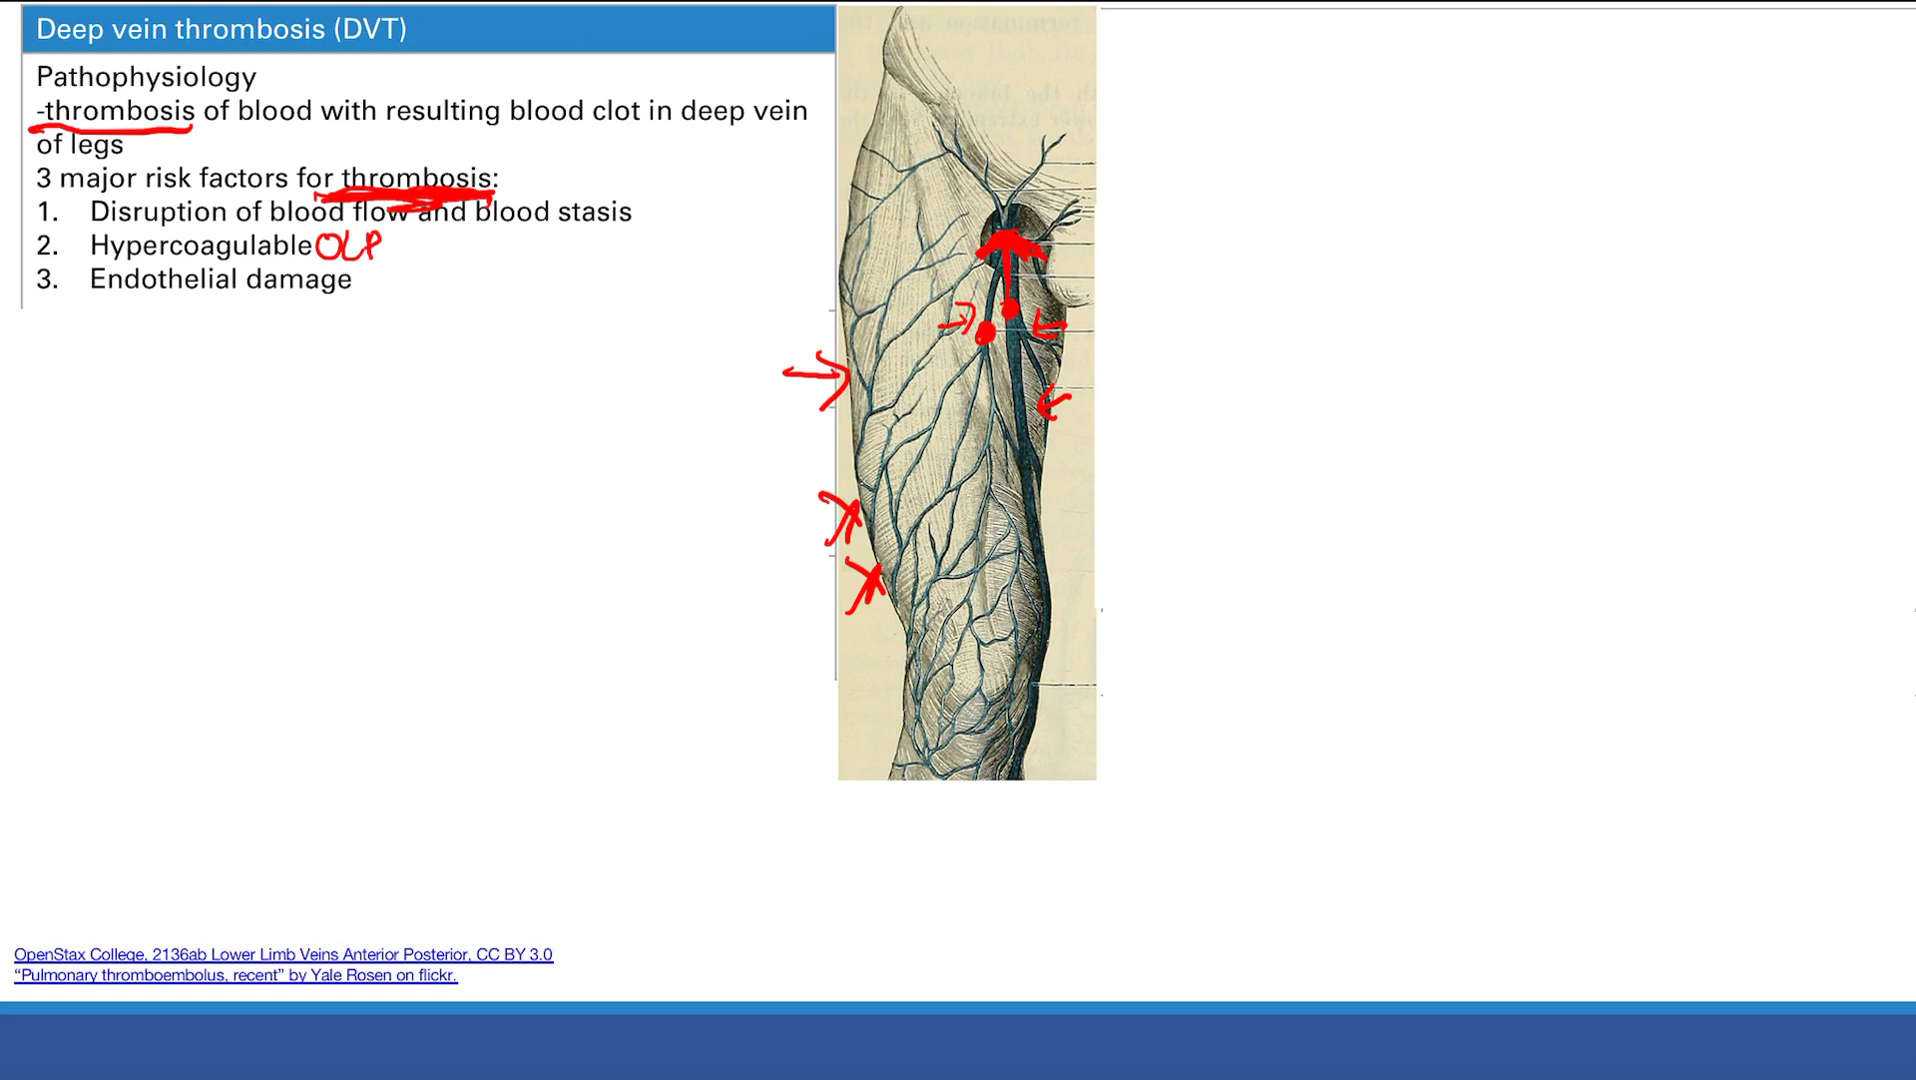 Deep vein thrombosis (DVT)
Pathophysiology
-thrombosis of blood with resulting blood clot in deep vein
of legs
3 major risk factors for thrombosis:
1. Disruption of blood flow and blood stasis
2. Hypercoagulable
3. Endothelial damage
OpenStax College, 2136ab Lower Limb Veins Anterior Posterior, CC BY 3.0
“Pulmonary thromboembolus, recent” by Yale Rosen on flickr.